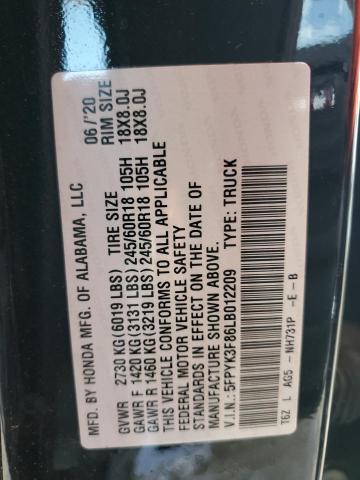 MFD. BY HONDA MFG. OF ALABAMA, LLC 06/'20
TIRE SIZE RIM SIZE
GVWR 2730 KG(6019 LBS)
GAWR F 1420 KG(3131 LBS) 245/60R18 105H 18X8.0J
GAWR R 1460 KG(3219 LBS) 245/60R18 105H 18X8.0J
THIS VEHICLE CONFORMS TO ALL APPLICABLE
FEDERAL MOTOR VEHICLE SAFETY
STANDARDS IN EFFECT ON THE DATE OF
MANUFACTURE SHOWN ABOVE.
V.I.N.: 5FPYK3F86LB012209 TYPE: TRUCK
T6Z L AG5 -NH731P -E -B